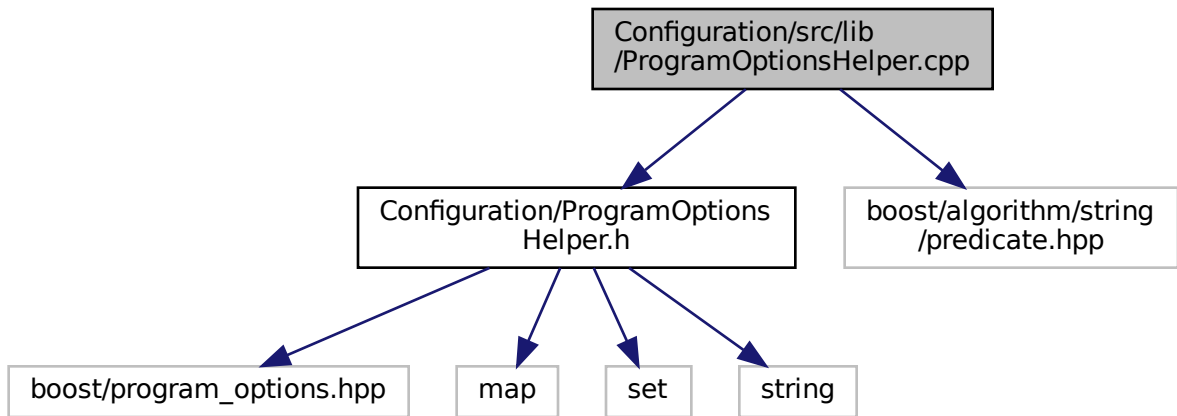 Configuration/src/lib
/ProgramOptionsHelper.cpp
Configuration/ProgramOptions
Helper.h
boost/algorithm/string
/predicate.hpp
boost/program_options.hpp
map
set
string